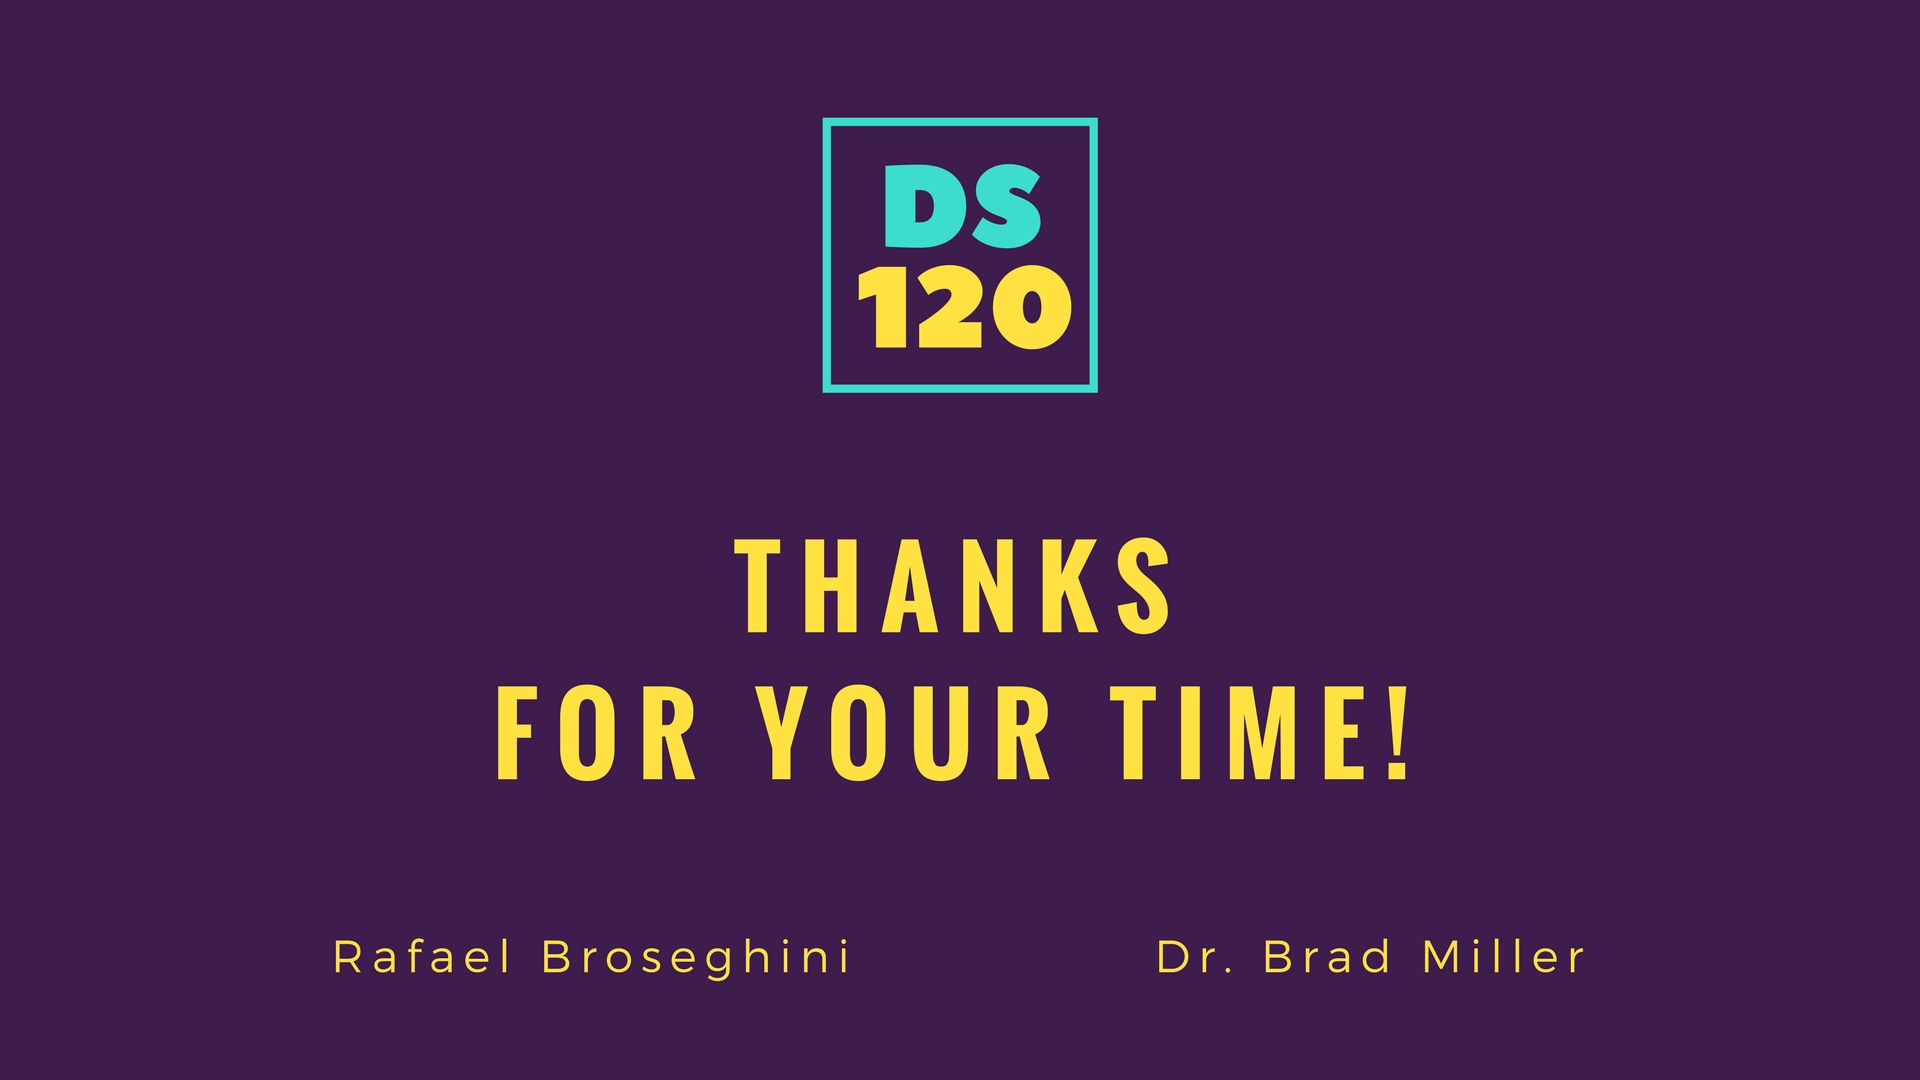 DS
120
THANKS
FOR YOUR TIME!
Rafael Broseghini
Dr. Brad Miller